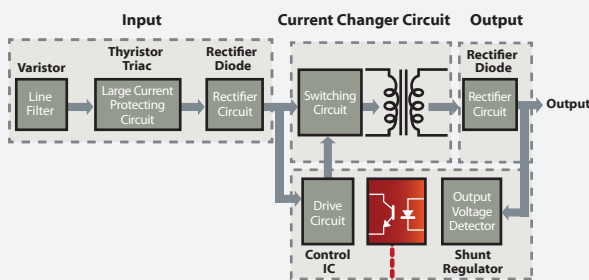 Input
Current Changer Circuit
Output
Varistor
Thyristor
Triac
Rectifier
Diode
Rectifier
Diode
Line
Filter
Large Current
Protecting
Circuit
Rectifier
Circuit
Switching
Circuit
Rectifier
Circuit
Output
Drive
Circuit
Output
Voltage
Detector
Control
IC
Shunt
Regulator